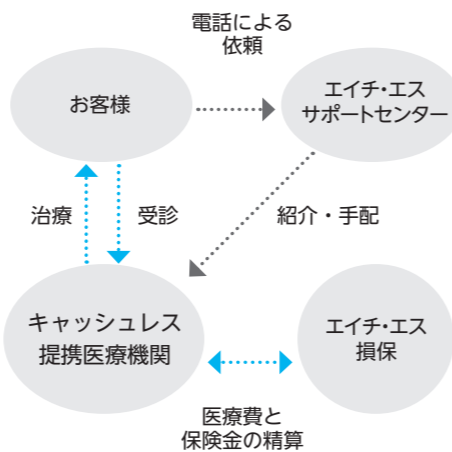 電話による
依頼
お客様
エイチ・エス
サポートセンター
治療
受診
紹介・手配
キャッシュレス
提携医療機関
エイチ・エス
損保
医療費と
保険金の精算